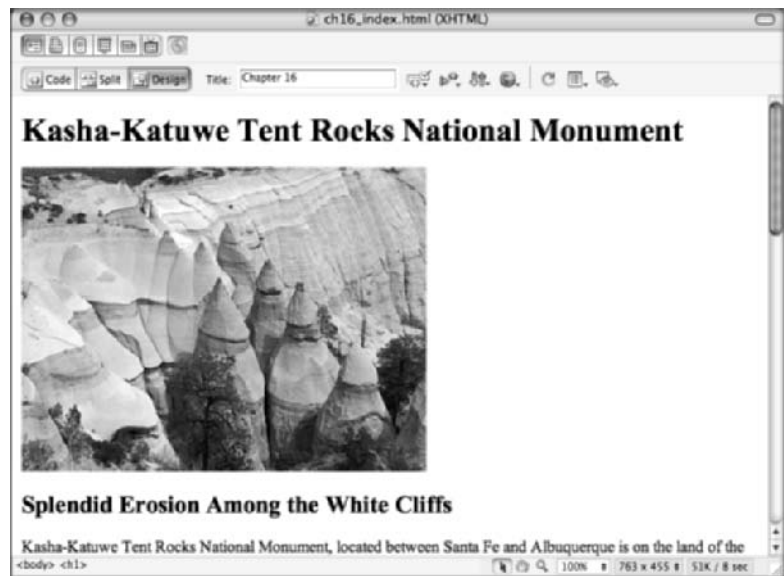 ch16_index.html (XHTML)
Code Split Design Title: Chapter 16
Kasha-Katuwe Tent Rocks National Monument
Splendid Erosion Among the White Cliffs
Kasha-Katuwe Tent Rocks National Monument, located between Santa Fe and Albuquerque is on the land of the
<body> <h1> 100% 763 x 455 51K / 8 sec